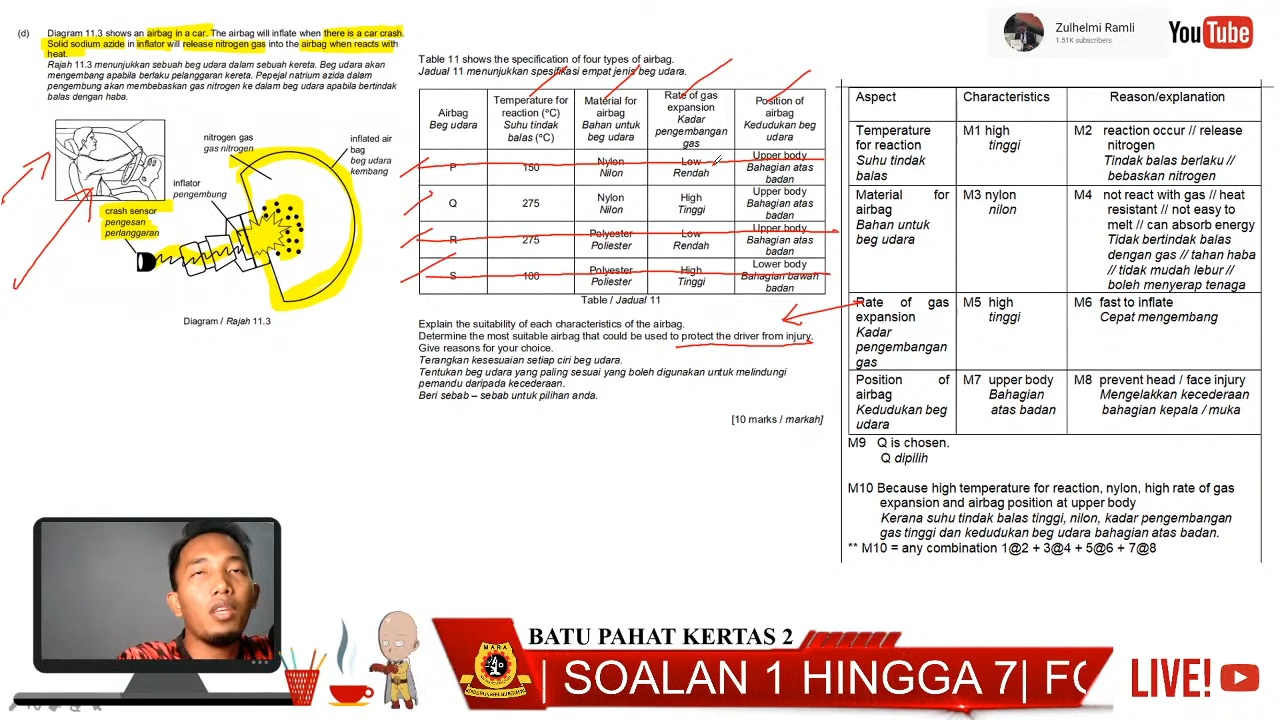 (d) Diagram 11.3 shows an airbag in a car. The airbag will inflate when there is a car crash.
Solid sodium azide in inflator will release nitrogen gas into the airbag when reacts with
heat.
Rajah 11.3 menunjukkan sebuah beg udara dalam sebuah kereta. Beg udara akan
mengembang apabila berlaku pelanggaran kereta. Pepejal natrium azida dalam
pengembung akan membebaskan gas nitrogen ke dalam beg udara apabila bertindak
balas dengan haba.
nitrogen gas
gas nitrogen
inflated air
bag
beg udara
kembang
inflator
pengembung
crash sensor
pengesan
perlanggaran
Diagram / Rajah 11.3
Table 11 shows the specification of four types of airbag.
Jadual 11 menunjukkan spesifikasi empat jenis beg udara.
Airbag
Beg udara
Temperature for
reaction (°C)
Suhu tindak
balas (°C)
Material for
airbag
Bahan untuk
beg udara
Rate of gas
expansion
Kadar
pengembangan
gas
Position of
airbag
Kedudukan beg
udara
P
150
Nylon
Nilon
Low
Rendah
Upper body
Bahagian atas
badan
Q
275
Nylon
Nilon
High
Tinggi
Upper body
Bahagian atas
badan
R
275
Polyester
Poliester
Low
Rendah
Upper body
Bahagian atas
badan
S
Polyester
Poliester
High
Tinggi
Lower body
Bahagian bawah
badan
Table / Jadual 11
Explain the suitability of each characteristics of the airbag.
Determine the most suitable airbag that could be used to protect the driver from injury.
Give reasons for your choice.
Terangkan kesesuaian setiap ciri beg udara.
Tentukan beg udara yang paling sesuai yang boleh digunakan untuk melindungi
pemandu daripada kecederaan.
Beri sebab – sebab untuk pilihan anda.
[10 marks / markah]
Zulhelmi Ramli
1.51K subscribers
YouTube
Aspect
Characteristics
Reason/explanation
Temperature
for reaction
Suhu tindak
balas
M1 high
tinggi
M2 reaction occur // release
nitrogen
Tindak balas berlaku //
bebaskan nitrogen
Material for
airbag
Bahan untuk
beg udara
M3 nylon
nilon
M4 not react with gas // heat
resistant // not easy to
melt // can absorb energy
Tidak bertindak balas
dengan gas // tahan haba
// tidak mudah lebur //
boleh menyerap tenaga
Rate of gas
expansion
Kadar
pengembangan
gas
M5 high
tinggi
M6 fast to inflate
Cepat mengembang
Position of
airbag
Kedudukan beg
udara
M7 upper body
Bahagian
atas badan
M8 prevent head / face injury
Mengelakkan kecederaan
bahagian kepala / muka
M9 Q is chosen.
Q dipilih
M10 Because high temperature for reaction, nylon, high rate of gas
expansion and airbag position at upper body
Kerana suhu tindak balas tinggi, nilon, kadar pengembangan
gas tinggi dan kedudukan beg udara bahagian atas badan.
** M10 = any combination 1@2 + 3@4 + 5@6 + 7@8
BATU PAHAT KERTAS 2
MARA
| SOALAN 1 HINGGA 7| FO
LIVE!